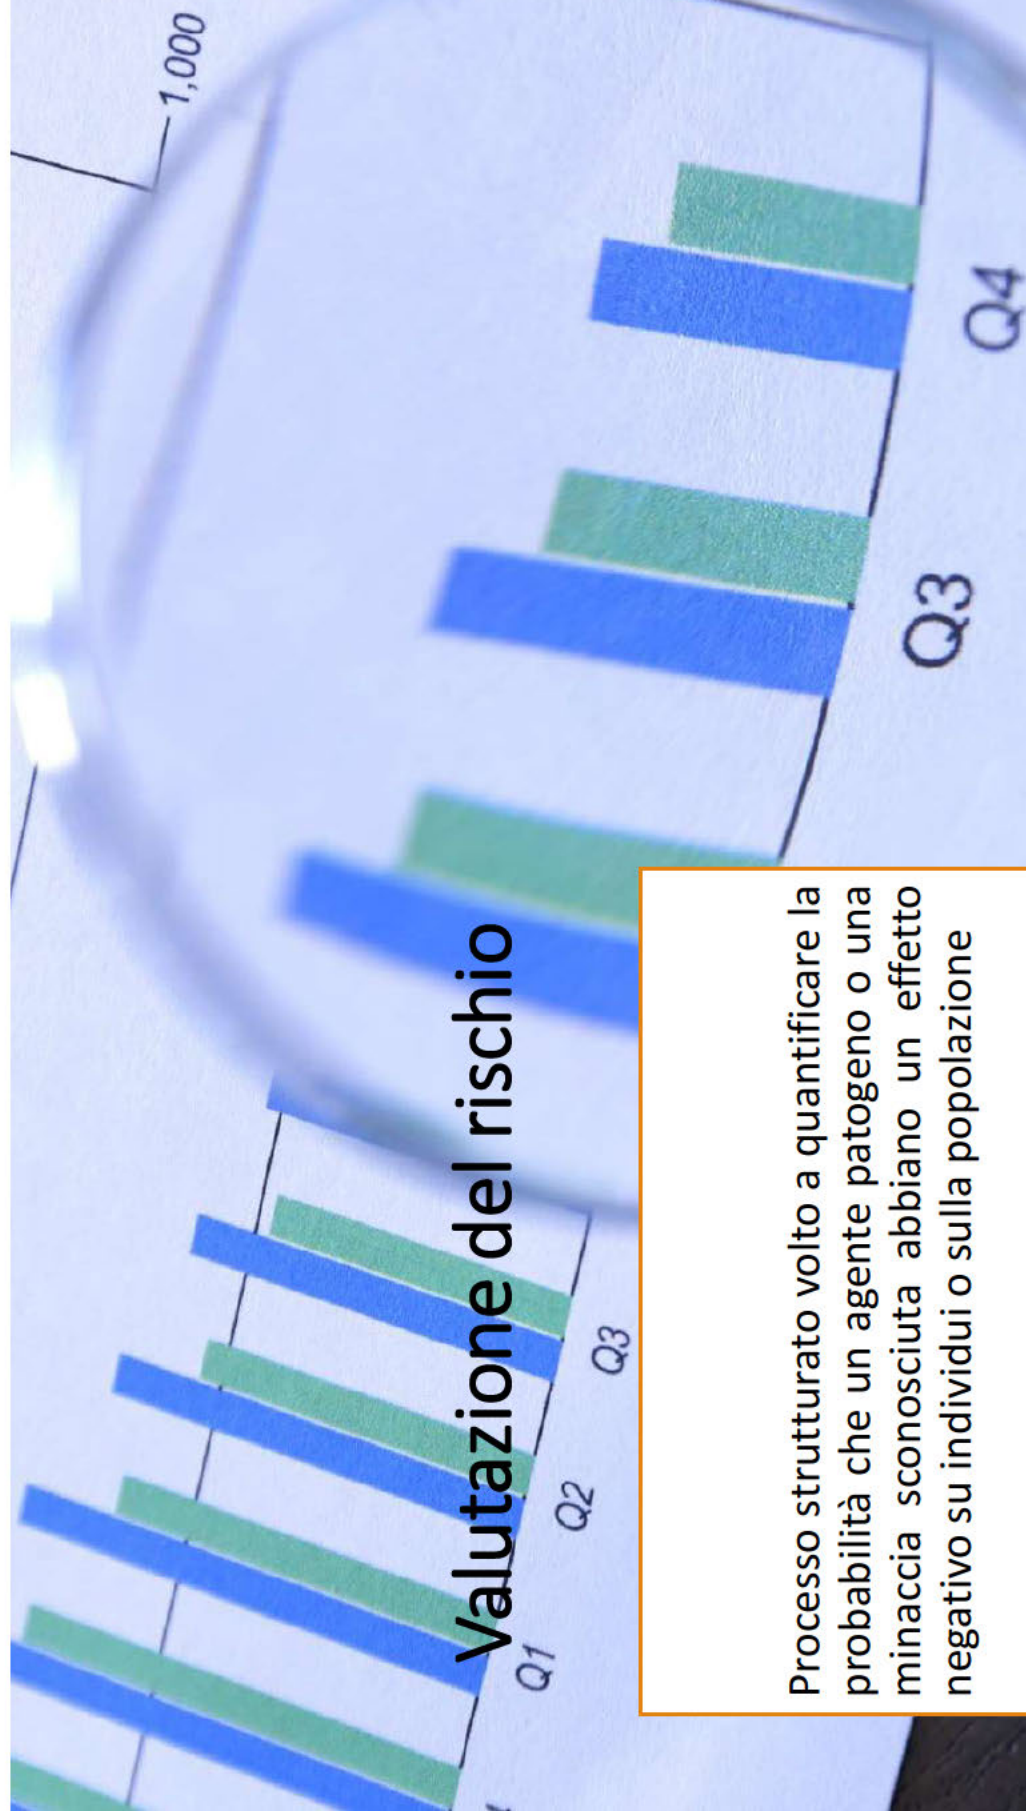 Valutazione del rischio
Processo strutturato volto a quantificare la
probabilità che un agente patogeno o una
minaccia sconosciuta abbiano un effetto
negativo su individui o sulla popolazione
1,000
Q1
Q2
Q3
Q3
Q4